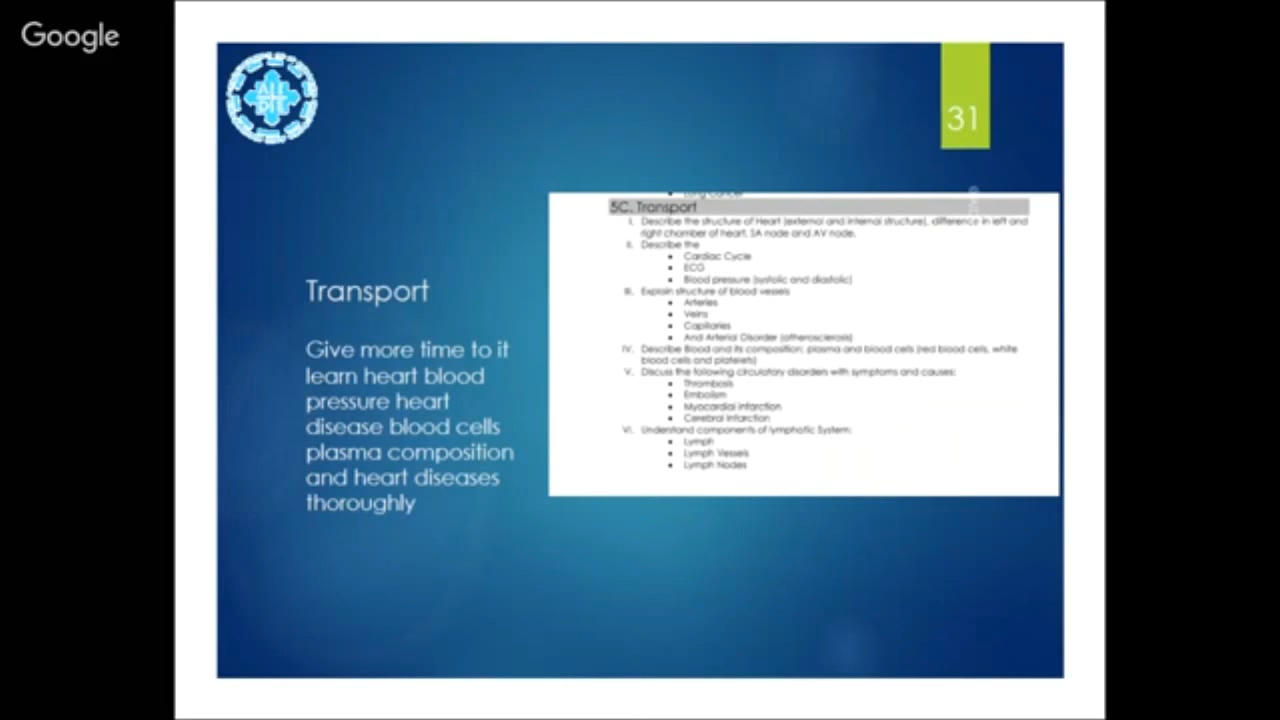 Google
31
Transport
Give more time to it
learn heart blood
pressure heart
disease blood cells
plasma composition
and heart diseases
thoroughly
Lung Cancer
5C. Transport
I. Describe the structure of Heart (external and internal structure), difference in left and
right chamber of heart, SA node and AV node.
II. Describe the
• Cardiac Cycle
• ECG
• Blood pressure (systolic and diastolic)
III. Explain structure of blood vessels
• Arteries
• Veins
• Capillaries
• And Arterial Disorder (atherosclerosis)
IV. Describe Blood and its composition: plasma and blood cells (red blood cells, white
blood cells and platelets)
V. Discuss the following circulatory disorders with symptoms and causes:
• Thrombosis
• Embolism
• Myocardial infarction
• Cerebral infarction
VI. Understand components of lymphatic System:
• Lymph
• Lymph Vessels
• Lymph Nodes